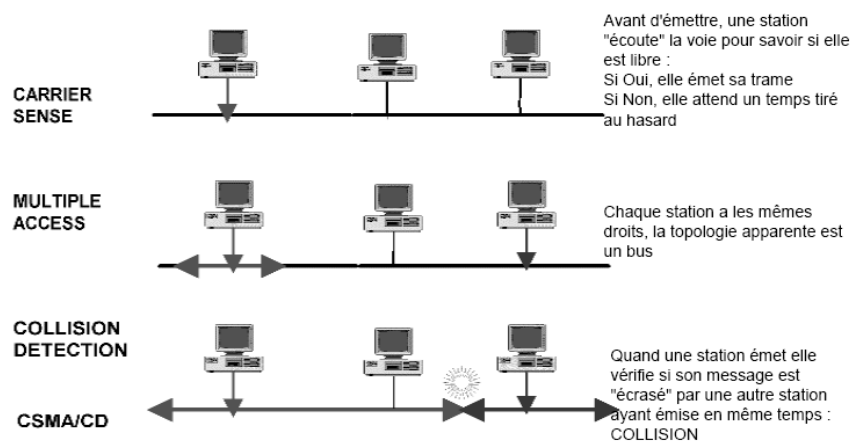 Avant d'émettre, une station
"écoute" la voie pour savoir si elle
est libre :
Si Oui, elle émet sa trame
Si Non, elle attend un temps tiré
au hasard
CARRIER
SENSE
MULTIPLE
ACCESS
Chaque station a les mêmes
droits, la topologie apparente est
un bus
COLLISION
DETECTION
CSMA/CD
Quand une station émet elle
vérifie si son message est
"écrasé" par une autre station
ayant émise en même temps :
COLLISION